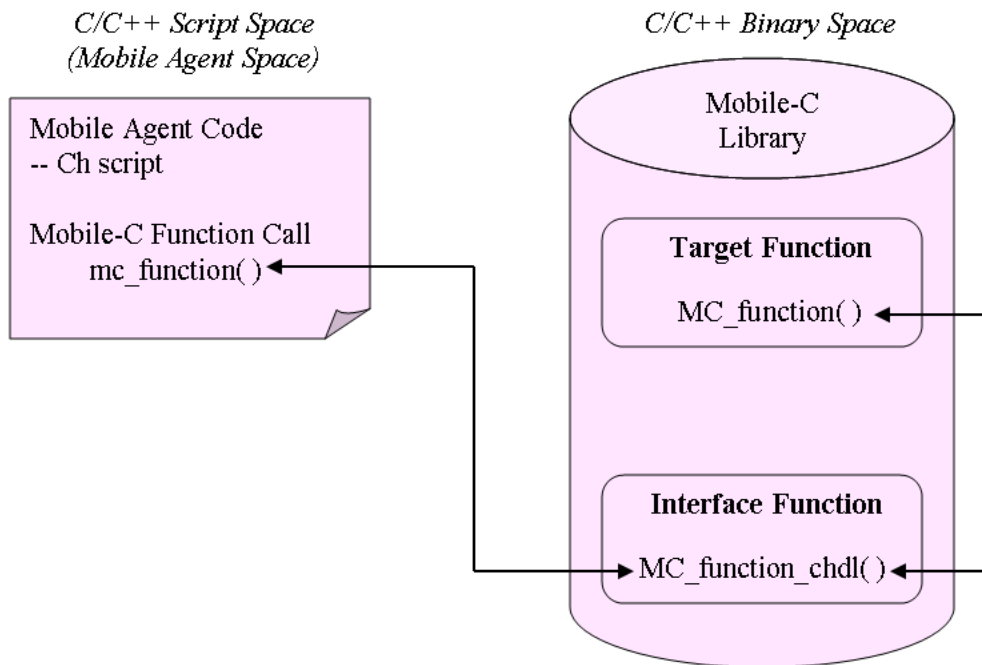 C/C++ Script Space
(Mobile Agent Space)
Mobile Agent Code
-- Ch script
Mobile-C Function Call
mc_function( )
C/C++ Binary Space
Mobile-C
Library
Target Function
MC_function( )
Interface Function
MC_function_chdl( )